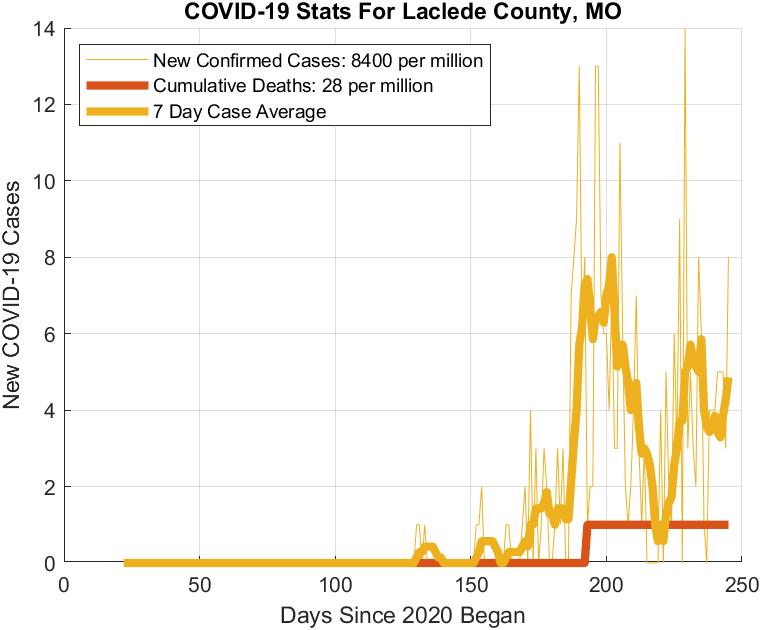 COVID-19 Stats For Laclede County, MO
New Confirmed Cases: 8400 per million
Cumulative Deaths: 28 per million
7 Day Case Average
New COVID-19 Cases
14
12
10
8
6
4
2
0
0 50 100 150 200 250
Days Since 2020 Began